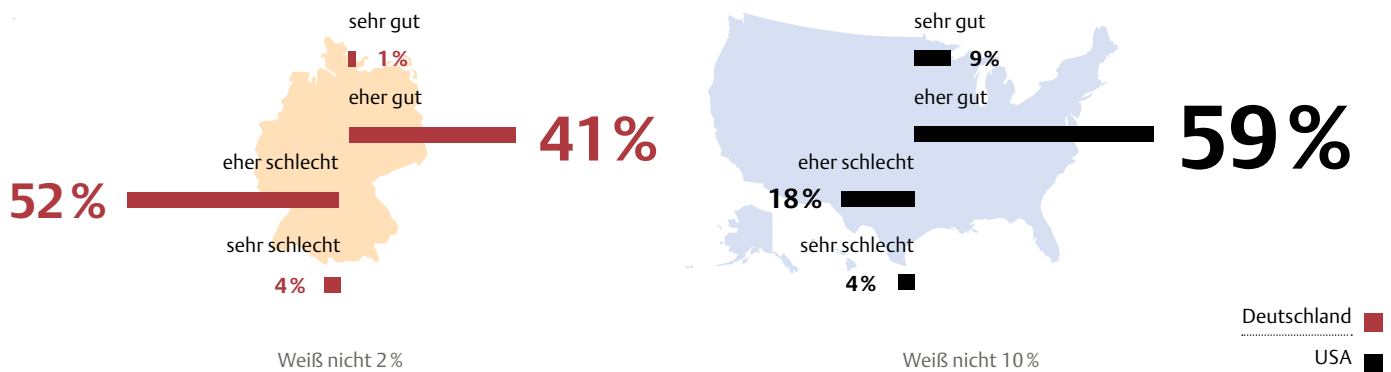 sehr gut
1%
eher gut
41%
eher schlecht
52%
sehr schlecht
4%
Weiß nicht 2%
sehr gut
9%
eher gut
59%
eher schlecht
18%
sehr schlecht
4%
Weiß nicht 10%
Deutschland
USA